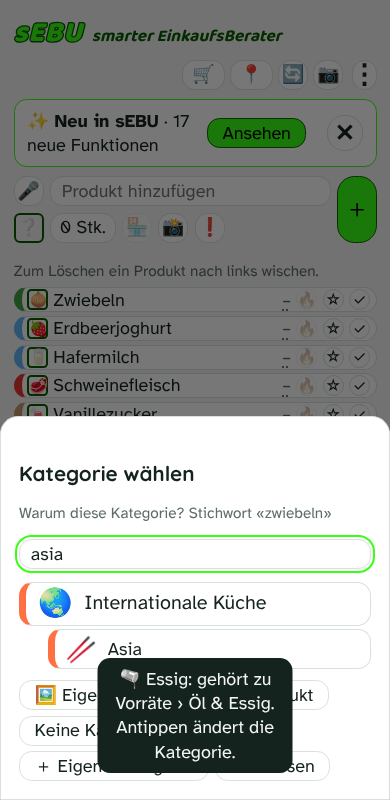 sEBU smarter EinkaufsBerater
✨ Neu in sEBU · 17
neue Funktionen
Ansehen
Produkt hinzufügen
+
0 Stk.
Zum Löschen ein Produkt nach links wischen.
Zwiebeln –
Erdbeerjoghurt –
Hafermilch –
Schweinefleisch –
Vanillezucker –
Kategorie wählen
Warum diese Kategorie? Stichwort «zwiebeln»
asia
Internationale Küche
Asia
Essig: gehört zu
Vorräte › Öl & Essig.
Antippen ändert die
Kategorie.
Keine
+